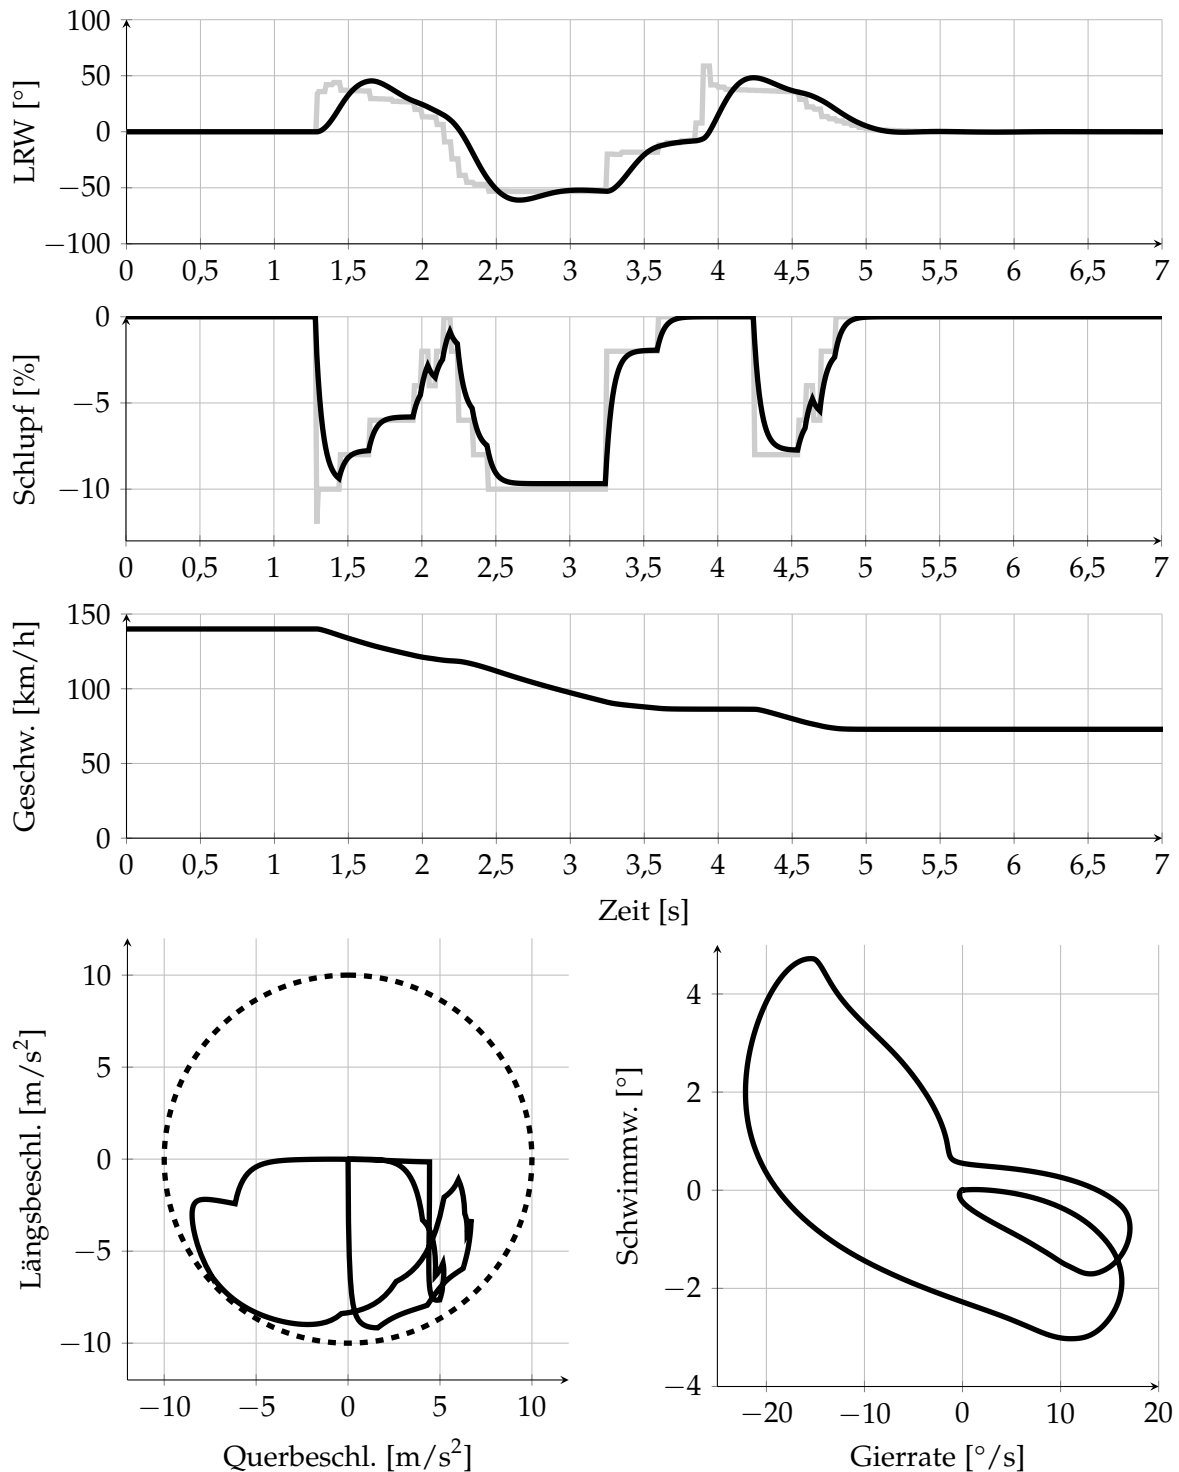 LRW [°]
100
50
0
−50
−100
0 0,5 1 1,5 2 2,5 3 3,5 4 4,5 5 5,5 6 6,5 7
Schlupf [%]
0
−5
−10
0 0,5 1 1,5 2 2,5 3 3,5 4 4,5 5 5,5 6 6,5 7
Geschw. [km/h]
150
100
50
0
0 0,5 1 1,5 2 2,5 3 3,5 4 4,5 5 5,5 6 6,5 7
Zeit [s]
Längsbeschl. [m/s²]
10
5
0
−5
−10
−10 −5 0 5 10
Querbeschl. [m/s²]
Schwimmw. [°]
4
2
0
−2
−4
−20 −10 0 10 20
Gierrate [°/s]